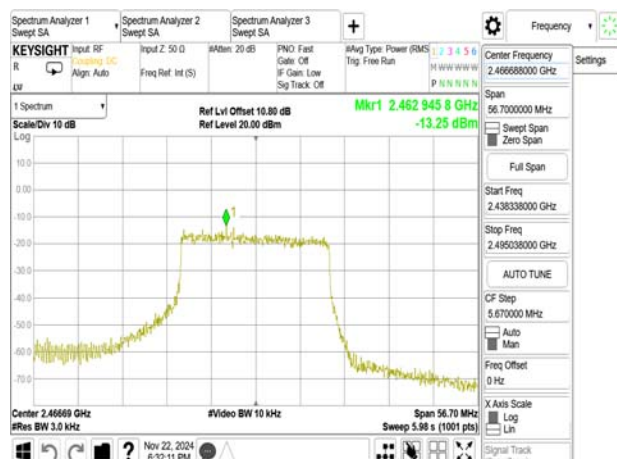 Spectrum Analyzer 1
Swept SA
Spectrum Analyzer 2
Swept SA
Spectrum Analyzer 3
Swept SA
+
Frequency
Settings
KEYSIGHT
R
Input: RF
Coupling: DC
Align: Auto
Input Z: 50 Ω
Freq Ref: Int (S)
#Atten: 20 dB
PNO: Fast
Gate: Off
IF Gain: Low
Sig Track: Off
#Avg Type: Power (RMS
Trig: Free Run
1 2 3 4 5 6
M W W W W W
P N N N N N
1 Spectrum
Scale/Div 10 dB
Ref Lvl Offset 10.80 dB
Ref Level 20.00 dBm
Mkr1 2.462 945 8 GHz
-13.25 dBm
Log
10.0
0.00
-10.0
-20.0
-30.0
-40.0
-50.0
-60.0
-70.0
1
Center 2.46669 GHz
#Res BW 3.0 kHz
#Video BW 10 kHz
Span 56.70 MHz
Sweep 5.98 s (1001 pts)
Nov 22, 2024
6:32:11 PM
?
Center Frequency
2.466688000 GHz
Span
56.7000000 MHz
Swept Span
Zero Span
Full Span
Start Freq
2.438338000 GHz
Stop Freq
2.495038000 GHz
AUTO TUNE
CF Step
5.670000 MHz
Auto
Man
Freq Offset
0 Hz
X Axis Scale
Log
Lin
Signal Track